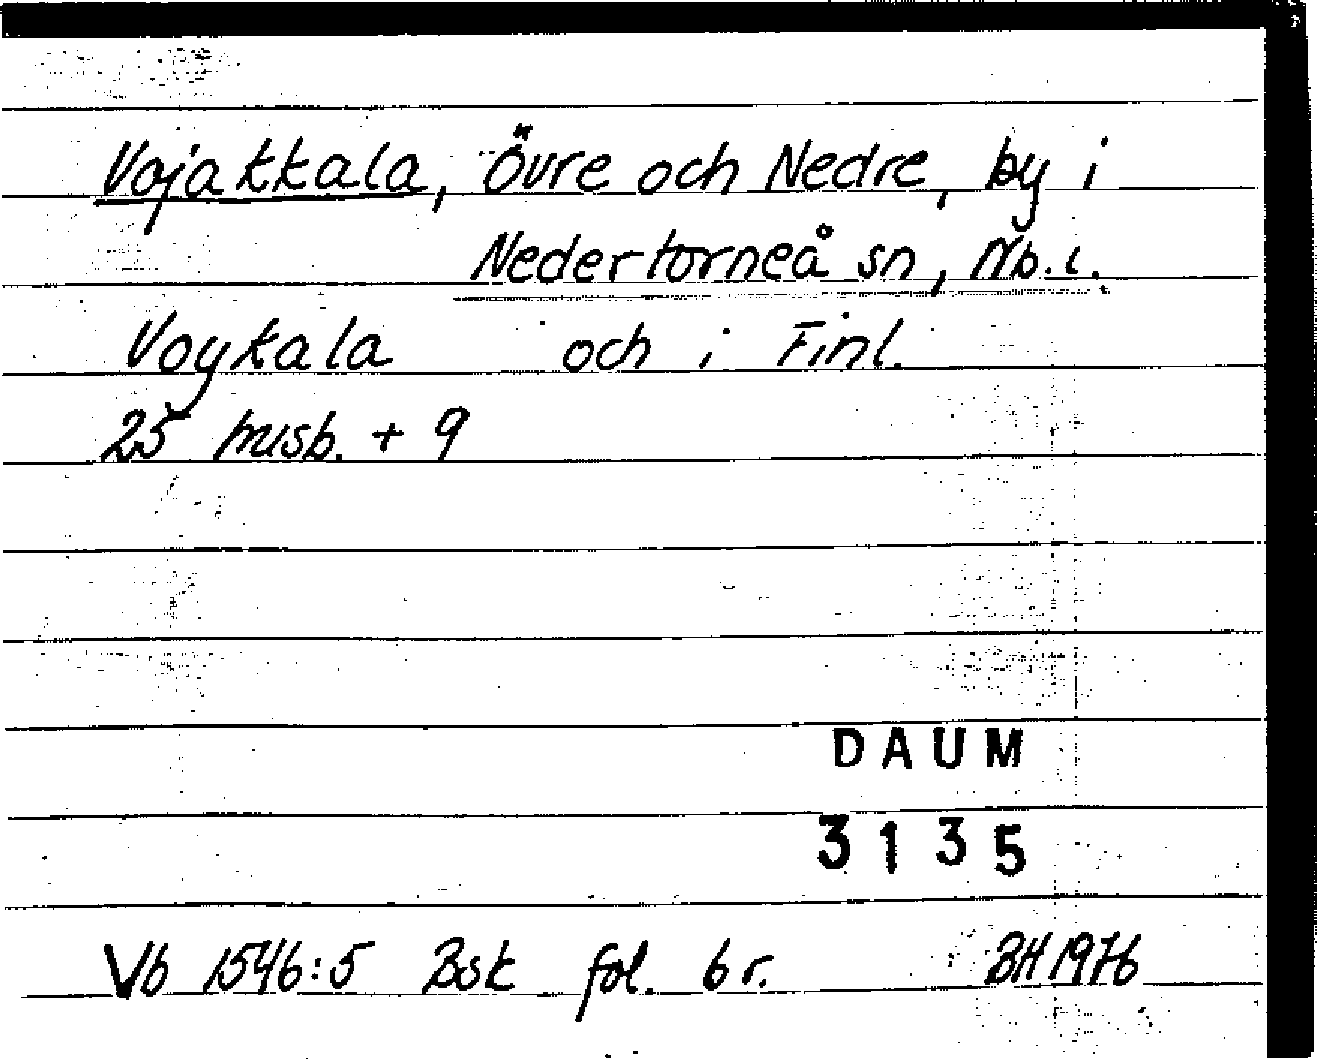 Vojakkala, Övre och Nedre, by i
Nedertorneå sn, Nb.l.
Voykala och i Finl.
25 husb. + 9
DAUM
3135
Vb 1546:5 Bsk fol. 6 r. BH 1976